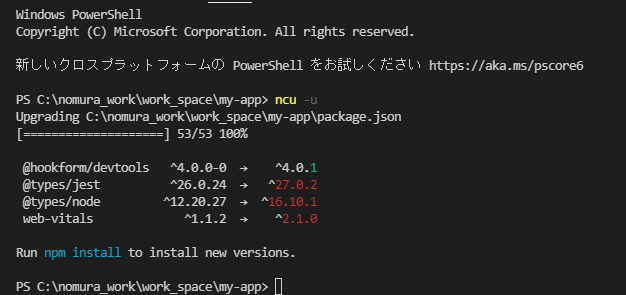 Windows PowerShell
Copyright (C) Microsoft Corporation. All rights reserved.
新しいクロスプラットフォームの PowerShell をお試しください https://aka.ms/pscore6
PS C:\nomura_work\work_space\my-app> ncu -u
Upgrading C:\nomura_work\work_space\my-app\package.json
[====================] 53/53 100%
@hookform/devtools ^4.0.0-0 → ^4.0.1
@types/jest ^26.0.24 → ^27.0.2
@types/node ^12.20.27 → ^16.10.1
web-vitals ^1.1.2 → ^2.1.0
Run npm install to install new versions.
PS C:\nomura_work\work_space\my-app>